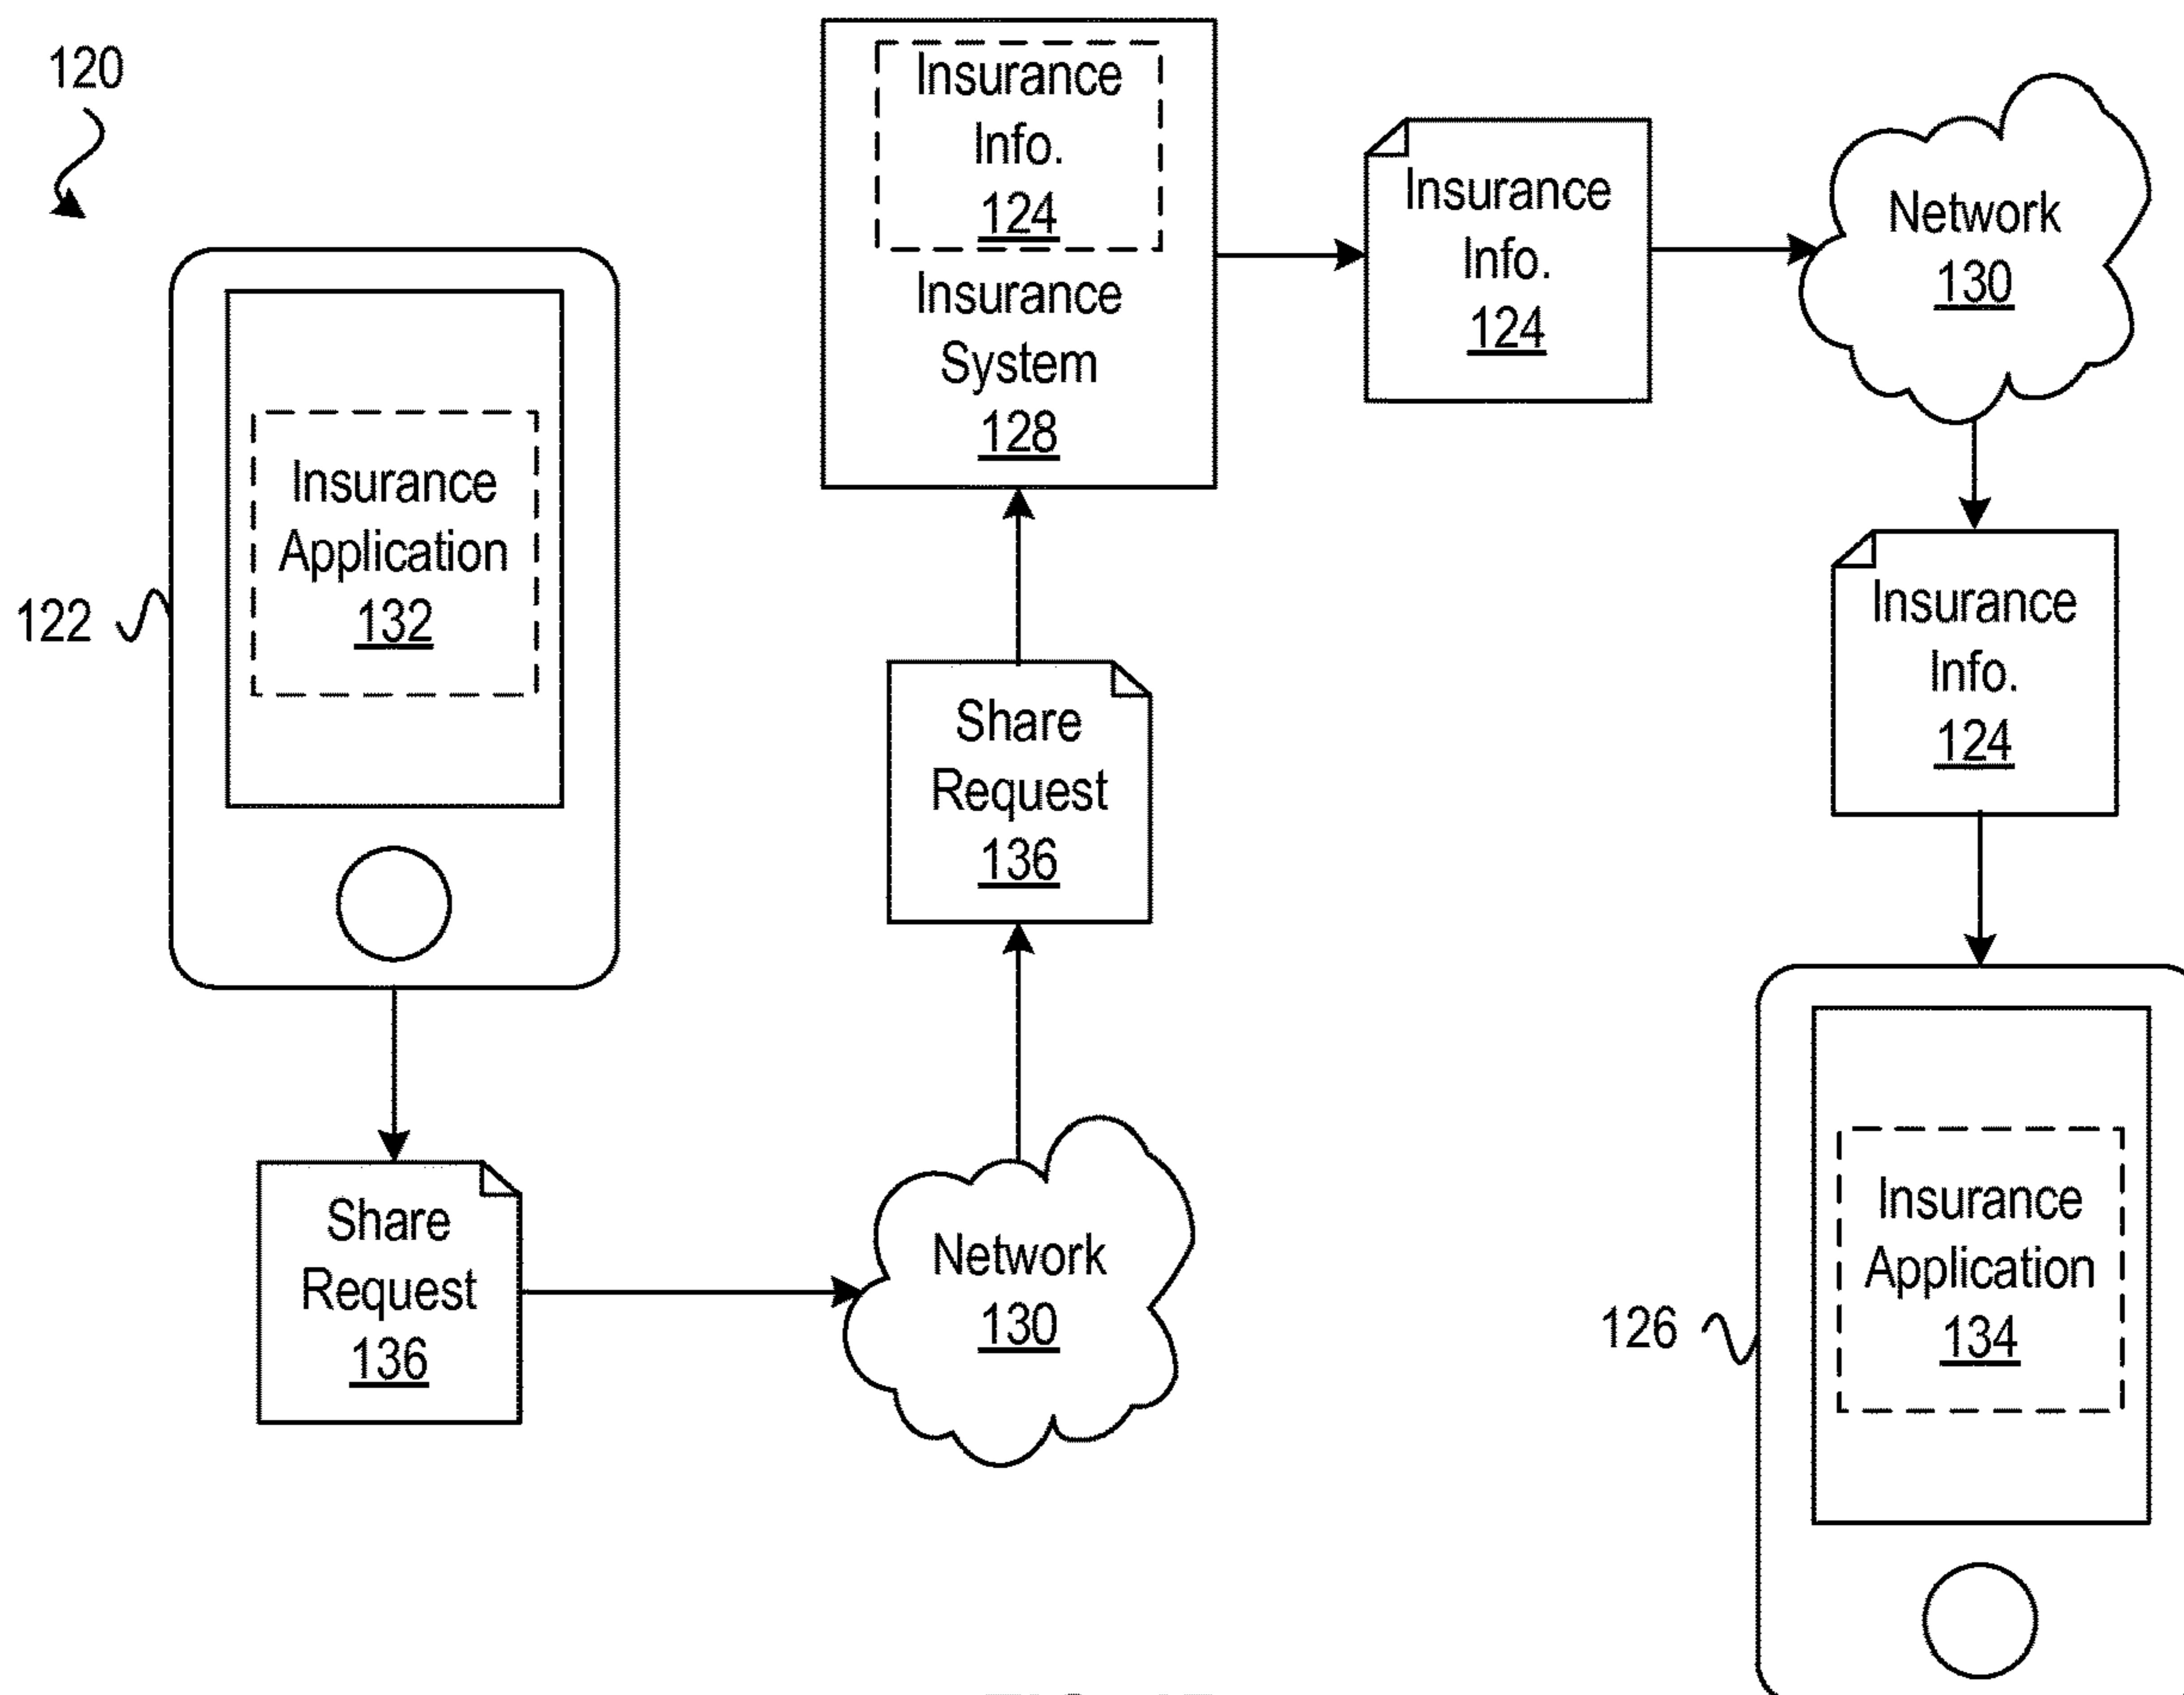 120
122
Insurance
Application
132
Share
Request
136
Network
130
Share
Request
136
Insurance
Info.
124
Insurance
System
128
Insurance
Info.
124
Network
130
Insurance
Info.
124
126
Insurance
Application
134